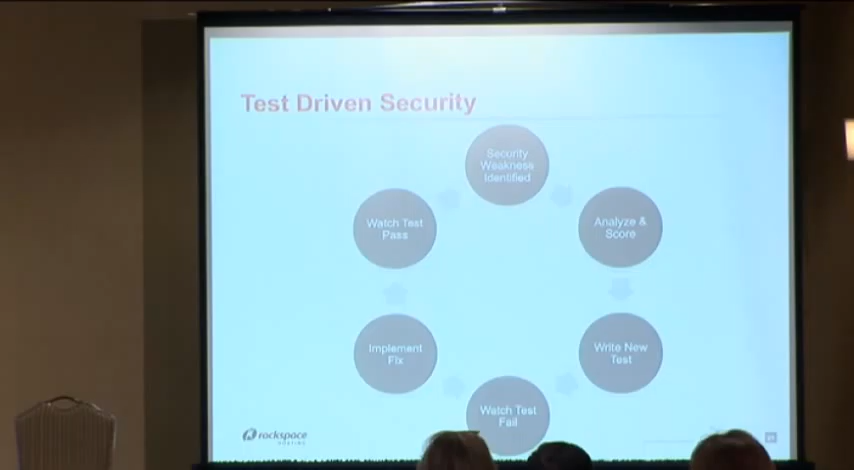 Test Driven Security
Security
Weakness
Identified
Analyze &
Score
Write New
Test
Watch Test
Fail
Implement
Fix
Watch Test
Pass
rackspace
HOSTING